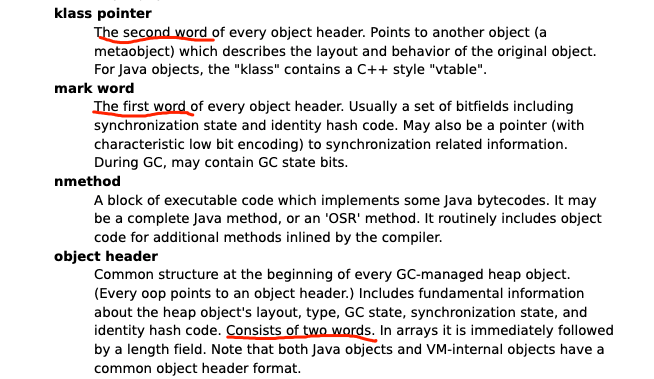 klass pointer
The second word of every object header. Points to another object (a
metaobject) which describes the layout and behavior of the original object.
For Java objects, the "klass" contains a C++ style "vtable".
mark word
The first word of every object header. Usually a set of bitfields including
synchronization state and identity hash code. May also be a pointer (with
characteristic low bit encoding) to synchronization related information.
During GC, may contain GC state bits.
nmethod
A block of executable code which implements some Java bytecodes. It may
be a complete Java method, or an 'OSR' method. It routinely includes object
code for additional methods inlined by the compiler.
object header
Common structure at the beginning of every GC-managed heap object.
(Every oop points to an object header.) Includes fundamental information
about the heap object's layout, type, GC state, synchronization state, and
identity hash code. Consists of two words. In arrays it is immediately followed
by a length field. Note that both Java objects and VM-internal objects have a
common object header format.